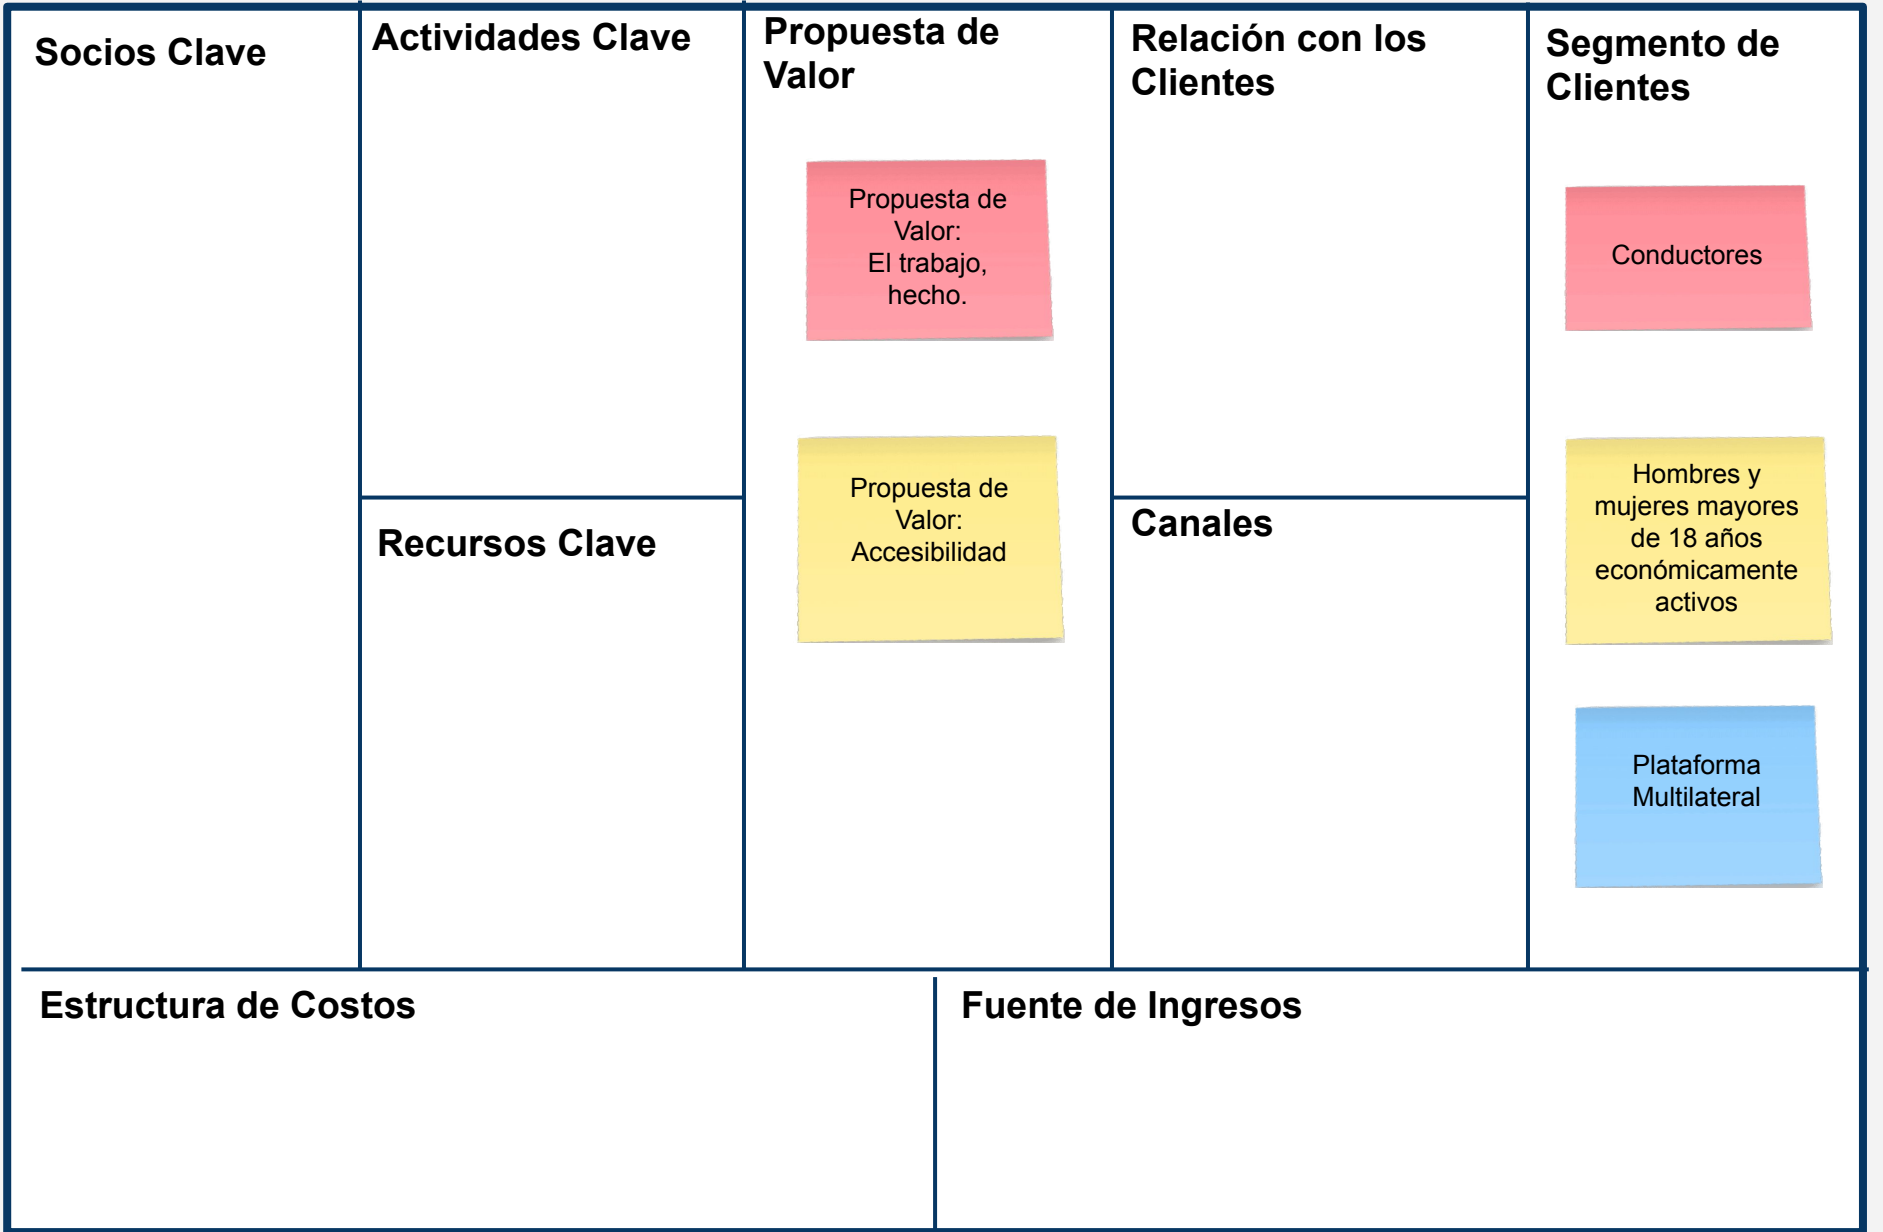 Socios Clave
Actividades Clave
Recursos Clave
Propuesta de
Valor
Propuesta de
Valor:
El trabajo,
hecho.
Propuesta de
Valor:
Accesibilidad
Relación con los
Clientes
Canales
Segmento de
Clientes
Conductores
Hombres y
mujeres mayores
de 18 años
económicamente
activos
Plataforma
Multilateral
Estructura de Costos
Fuente de Ingresos